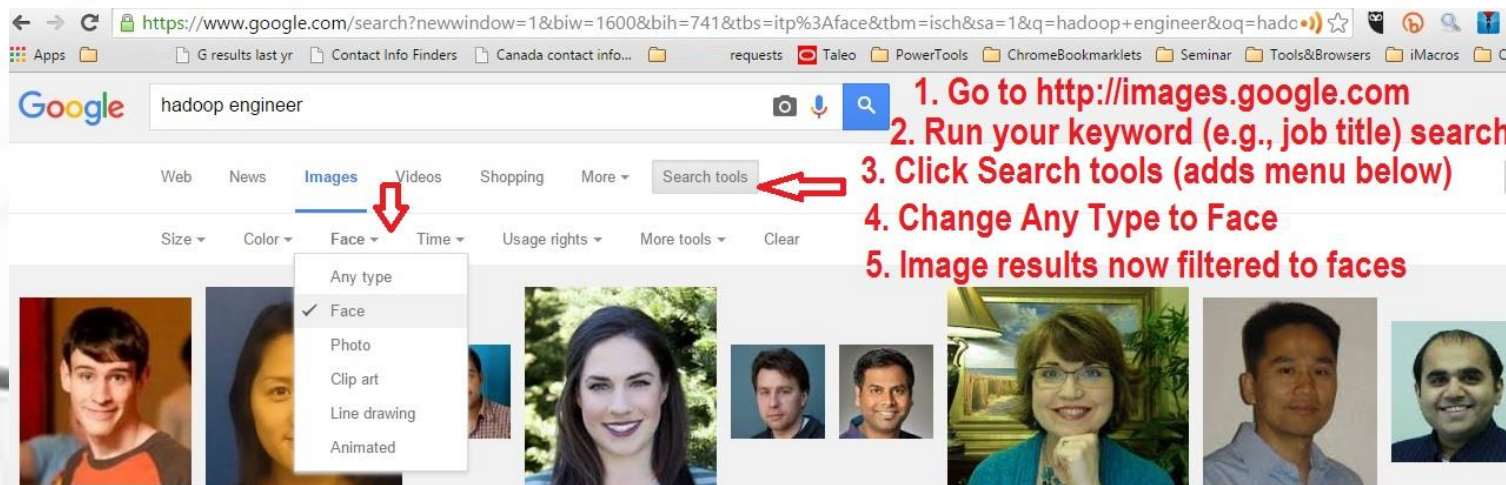 https://www.google.com/search?newwindow=1&biw=1600&bih=741&tbs=itp%3Aface&tbm=isch&sa=1&q=hadoop+engineer&oq=hado
Apps G results last yr Contact Info Finders Canada contact info... requests Taleo PowerTools ChromeBookmarklets Seminar Tools&Browsers iMacros
Google hadoop engineer
1. Go to http://images.google.com
2. Run your keyword (e.g., job title) search
Web News Images Videos Shopping More Search tools
3. Click Search tools (adds menu below)
4. Change Any Type to Face
Size Color Face Time Usage rights More tools Clear
5. Image results now filtered to faces
Any type
Face
Photo
Clip art
Line drawing
Animated